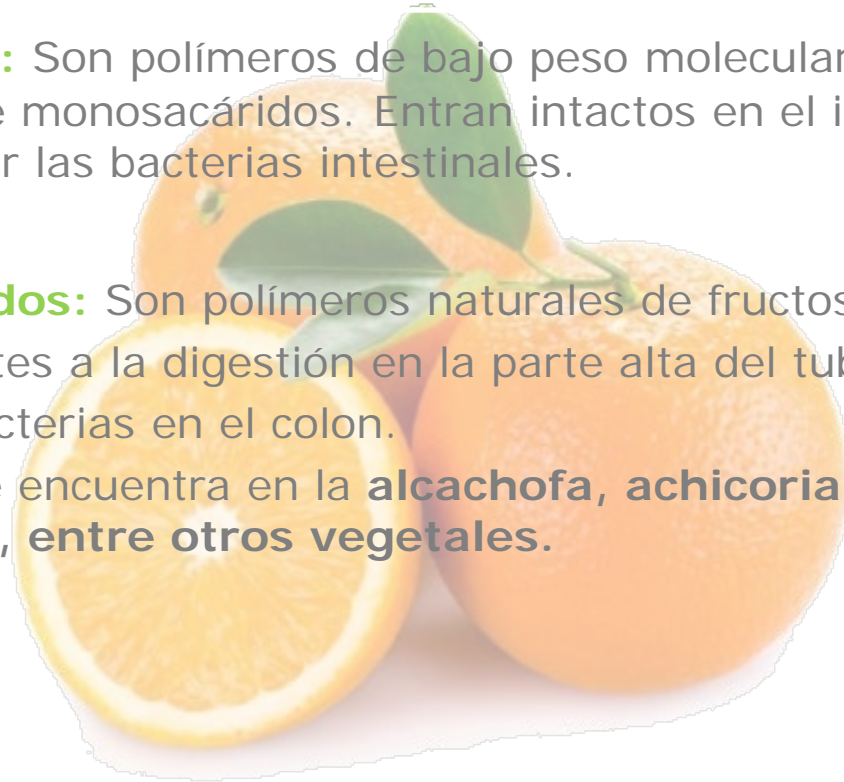 : Son polímeros de bajo peso molecular
e monosacáridos. Entran intactos en el i
r las bacterias intestinales.
dos: Son polímeros naturales de fructos
tes a la digestión en la parte alta del tub
cterias en el colon.
e encuentra en la alcachofa, achicoria
, entre otros vegetales.